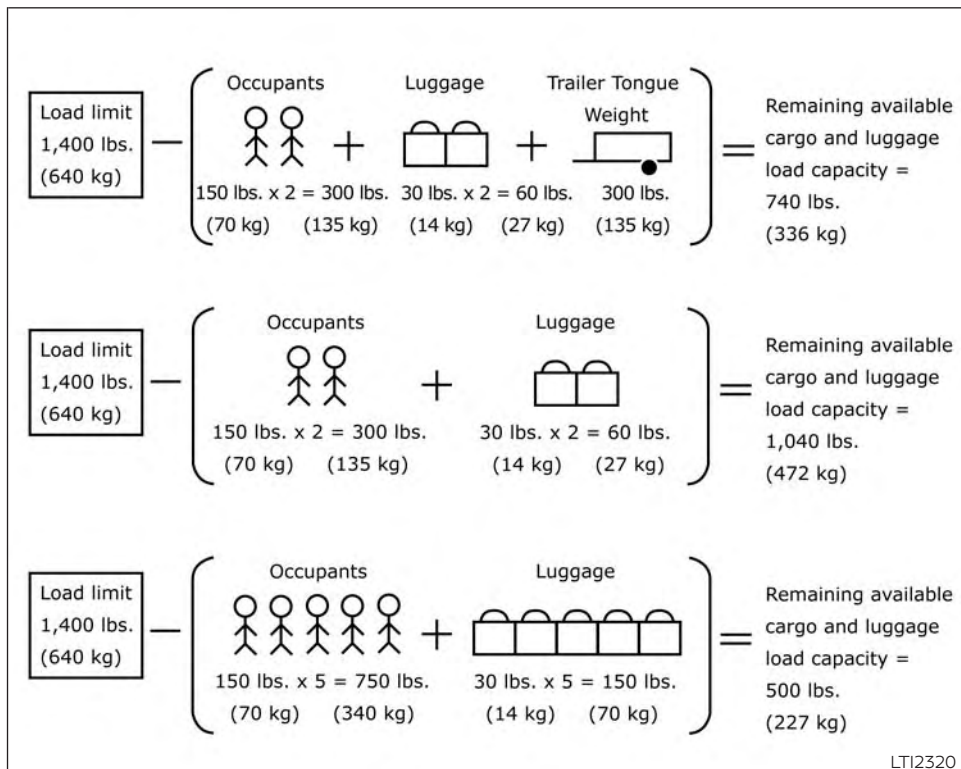 Load limit
1,400 lbs.
(640 kg)
Occupants
150 lbs. x 2 = 300 lbs.
(70 kg) (135 kg)
+
Luggage
30 lbs. x 2 = 60 lbs.
(14 kg) (27 kg)
+
Trailer Tongue
Weight
300 lbs.
(135 kg)
=
Remaining available
cargo and luggage
load capacity =
740 lbs.
(336 kg)
Load limit
1,400 lbs.
(640 kg)
Occupants
150 lbs. x 2 = 300 lbs.
(70 kg) (135 kg)
+
Luggage
30 lbs. x 2 = 60 lbs.
(14 kg) (27 kg)
=
Remaining available
cargo and luggage
load capacity =
1,040 lbs.
(472 kg)
Load limit
1,400 lbs.
(640 kg)
Occupants
150 lbs. x 5 = 750 lbs.
(70 kg) (340 kg)
+
Luggage
30 lbs. x 5 = 150 lbs.
(14 kg) (70 kg)
=
Remaining available
cargo and luggage
load capacity =
500 lbs.
(227 kg)
LTI2320